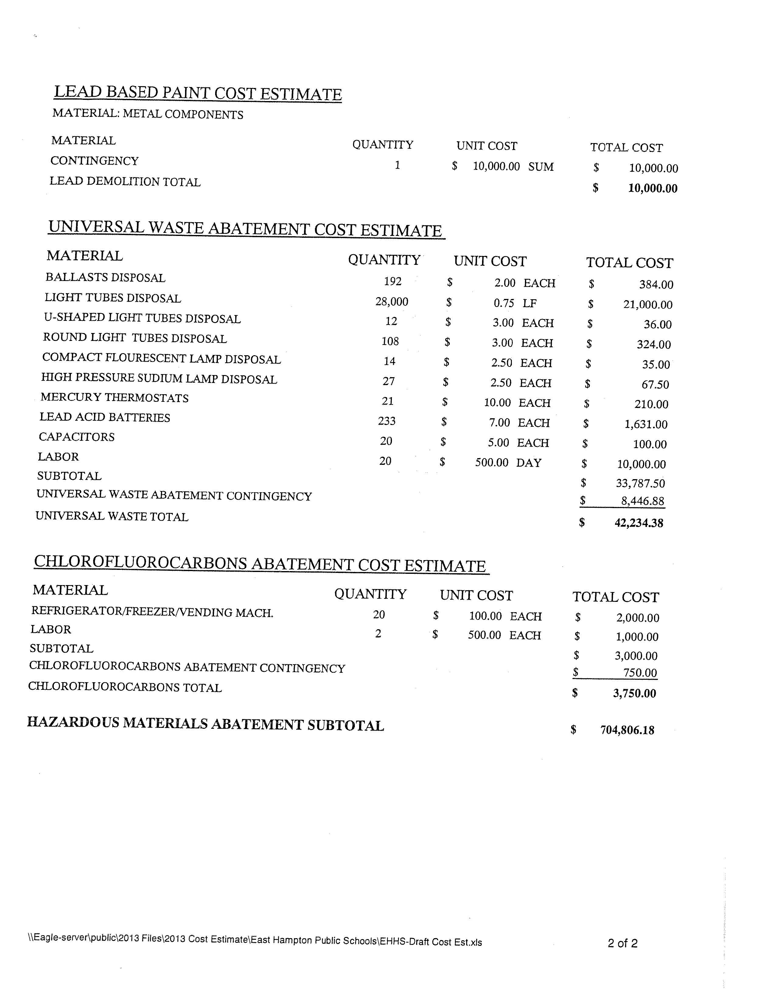 LEAD BASED PAINT COST ESTIMATE
MATERIAL: METAL COMPONENTS
MATERIAL QUANTITY UNIT COST TOTAL COST
CONTINGENCY 1 $ 10,000.00 SUM $ 10,000.00
LEAD DEMOLITION TOTAL $ 10,000.00
UNIVERSAL WASTE ABATEMENT COST ESTIMATE
MATERIAL QUANTITY UNIT COST TOTAL COST
BALLASTS DISPOSAL 192 $ 2.00 EACH $ 384.00
LIGHT TUBES DISPOSAL 28,000 $ 0.75 LF $ 21,000.00
U-SHAPED LIGHT TUBES DISPOSAL 12 $ 3.00 EACH $ 36.00
ROUND LIGHT TUBES DISPOSAL 108 $ 3.00 EACH $ 324.00
COMPACT FLOURESCENT LAMP DISPOSAL 14 $ 2.50 EACH $ 35.00
HIGH PRESSURE SUDIUM LAMP DISPOSAL 27 $ 2.50 EACH $ 67.50
MERCURY THERMOSTATS 21 $ 10.00 EACH $ 210.00
LEAD ACID BATTERIES 233 $ 7.00 EACH $ 1,631.00
CAPACITORS 20 $ 5.00 EACH $ 100.00
LABOR 20 $ 500.00 DAY $ 10,000.00
SUBTOTAL $ 33,787.50
UNIVERSAL WASTE ABATEMENT CONTINGENCY $ 8,446.88
UNIVERSAL WASTE TOTAL $ 42,234.38
CHLOROFLUOROCARBONS ABATEMENT COST ESTIMATE
MATERIAL QUANTITY UNIT COST TOTAL COST
REFRIGERATOR/FREEZER/VENDING MACH. 20 $ 100.00 EACH $ 2,000.00
LABOR 2 $ 500.00 EACH $ 1,000.00
SUBTOTAL $ 3,000.00
CHLOROFLUOROCARBONS ABATEMENT CONTINGENCY $ 750.00
CHLOROFLUOROCARBONS TOTAL $ 3,750.00
HAZARDOUS MATERIALS ABATEMENT SUBTOTAL $ 704,806.18
\\Eagle-server\public\2013 Files\2013 Cost Estimate\East Hampton Public Schools\EHHS-Draft Cost Est.xls 2 of 2